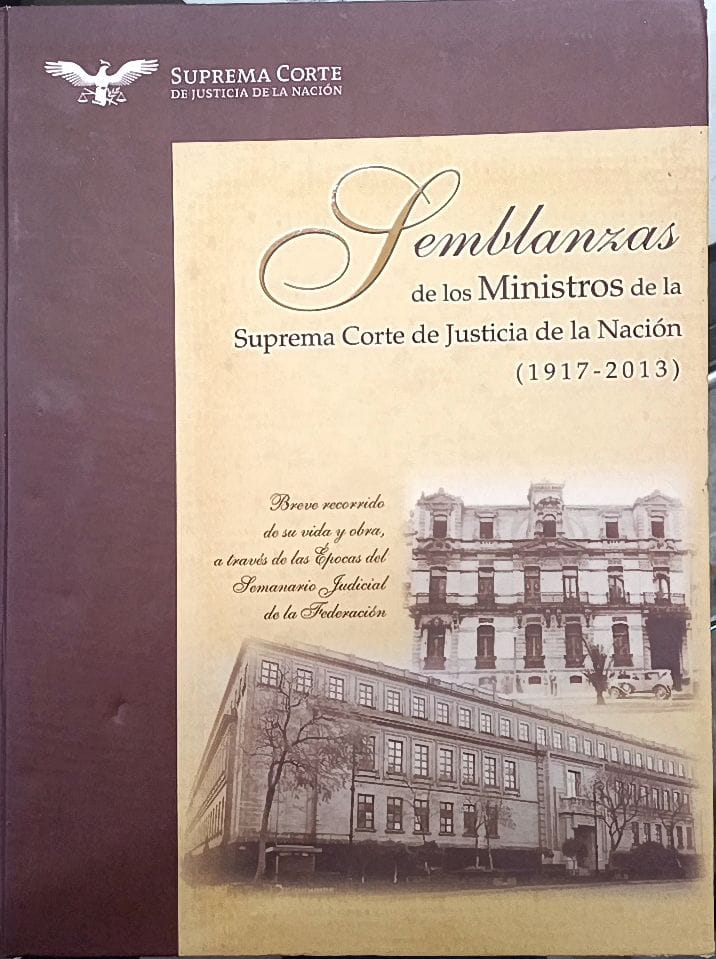 SUPREMA CORTE
DE JUSTICIA DE LA NACIÓN
Semblanzas
de los Ministros de la
Suprema Corte de Justicia de la Nación
(1917-2013)
Breve recorrido
de su vida y obra,
a través de las Épocas del
Semanario Judicial
de la Federación